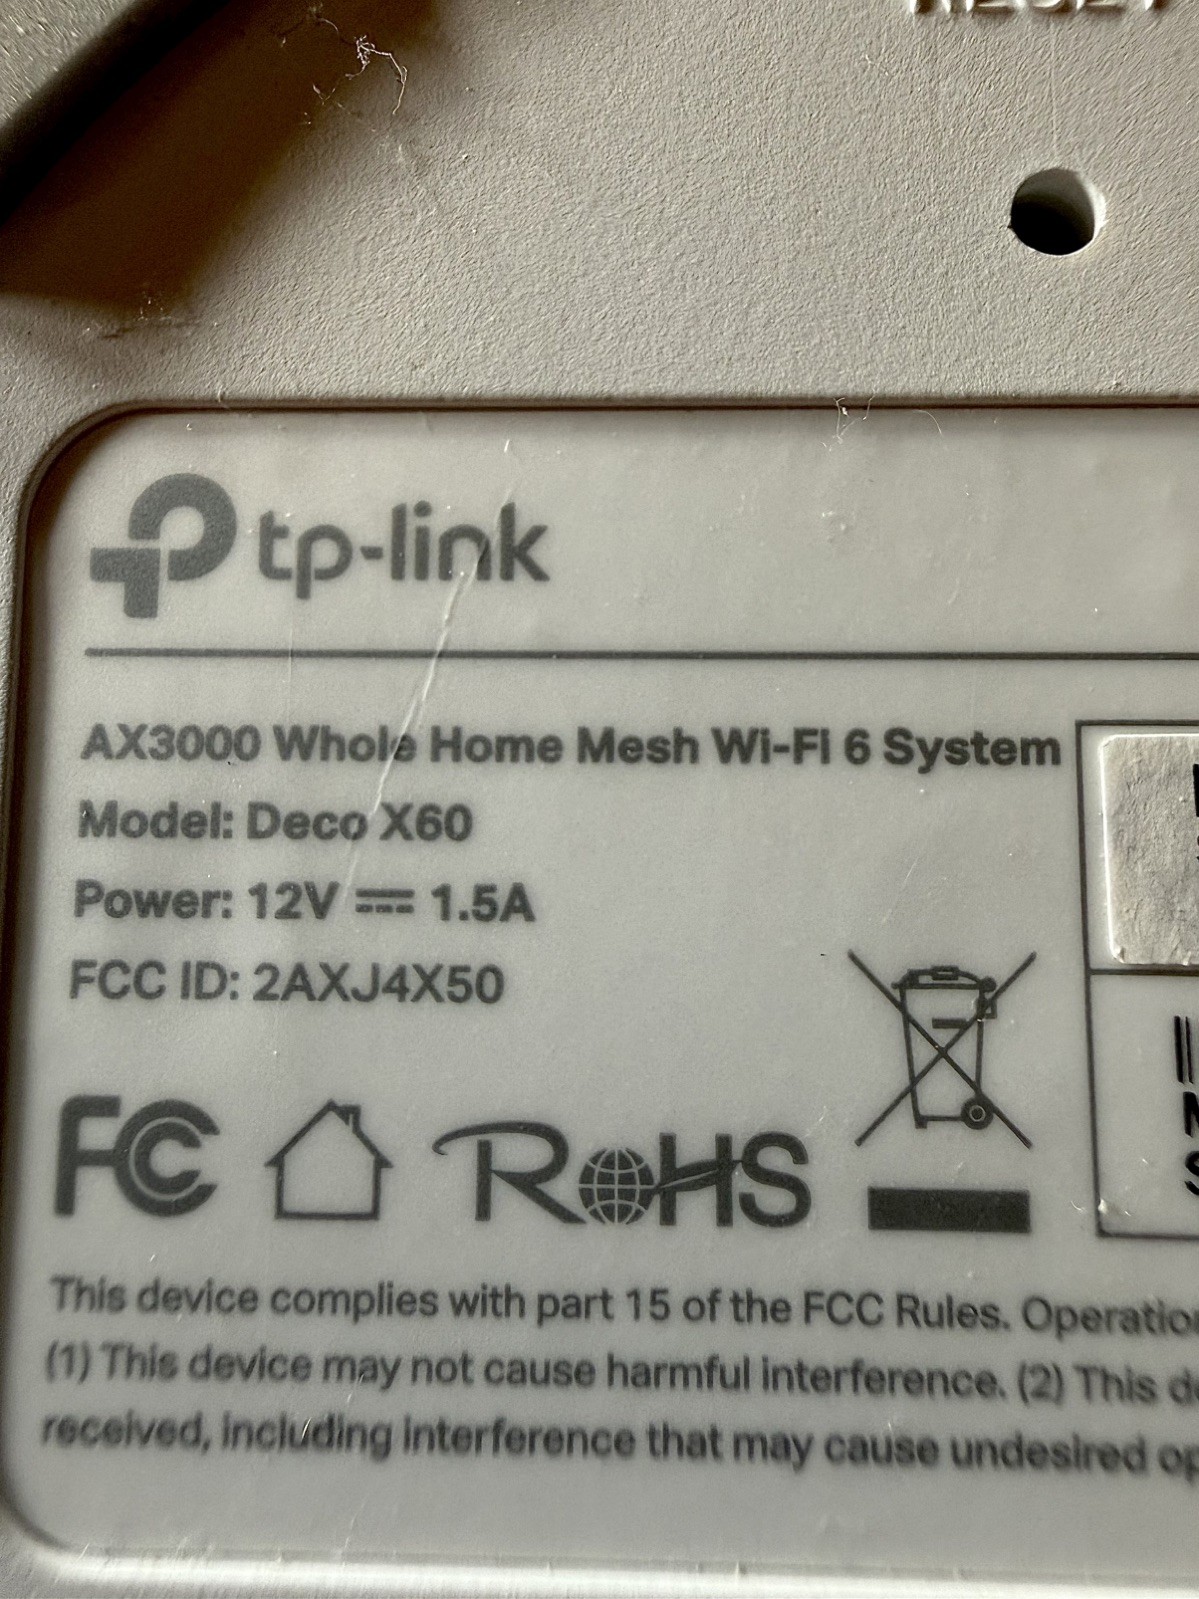 tp-link
AX3000 Whole Home Mesh Wi-Fi 6 System
Model: Deco X60
Power: 12V ⎓ 1.5A
FCC ID: 2AXJ4X50
FC RoHS
This device complies with part 15 of the FCC Rules.
(1) This device may not cause harmful interference. (2) This
received, including interference that may cause undesired